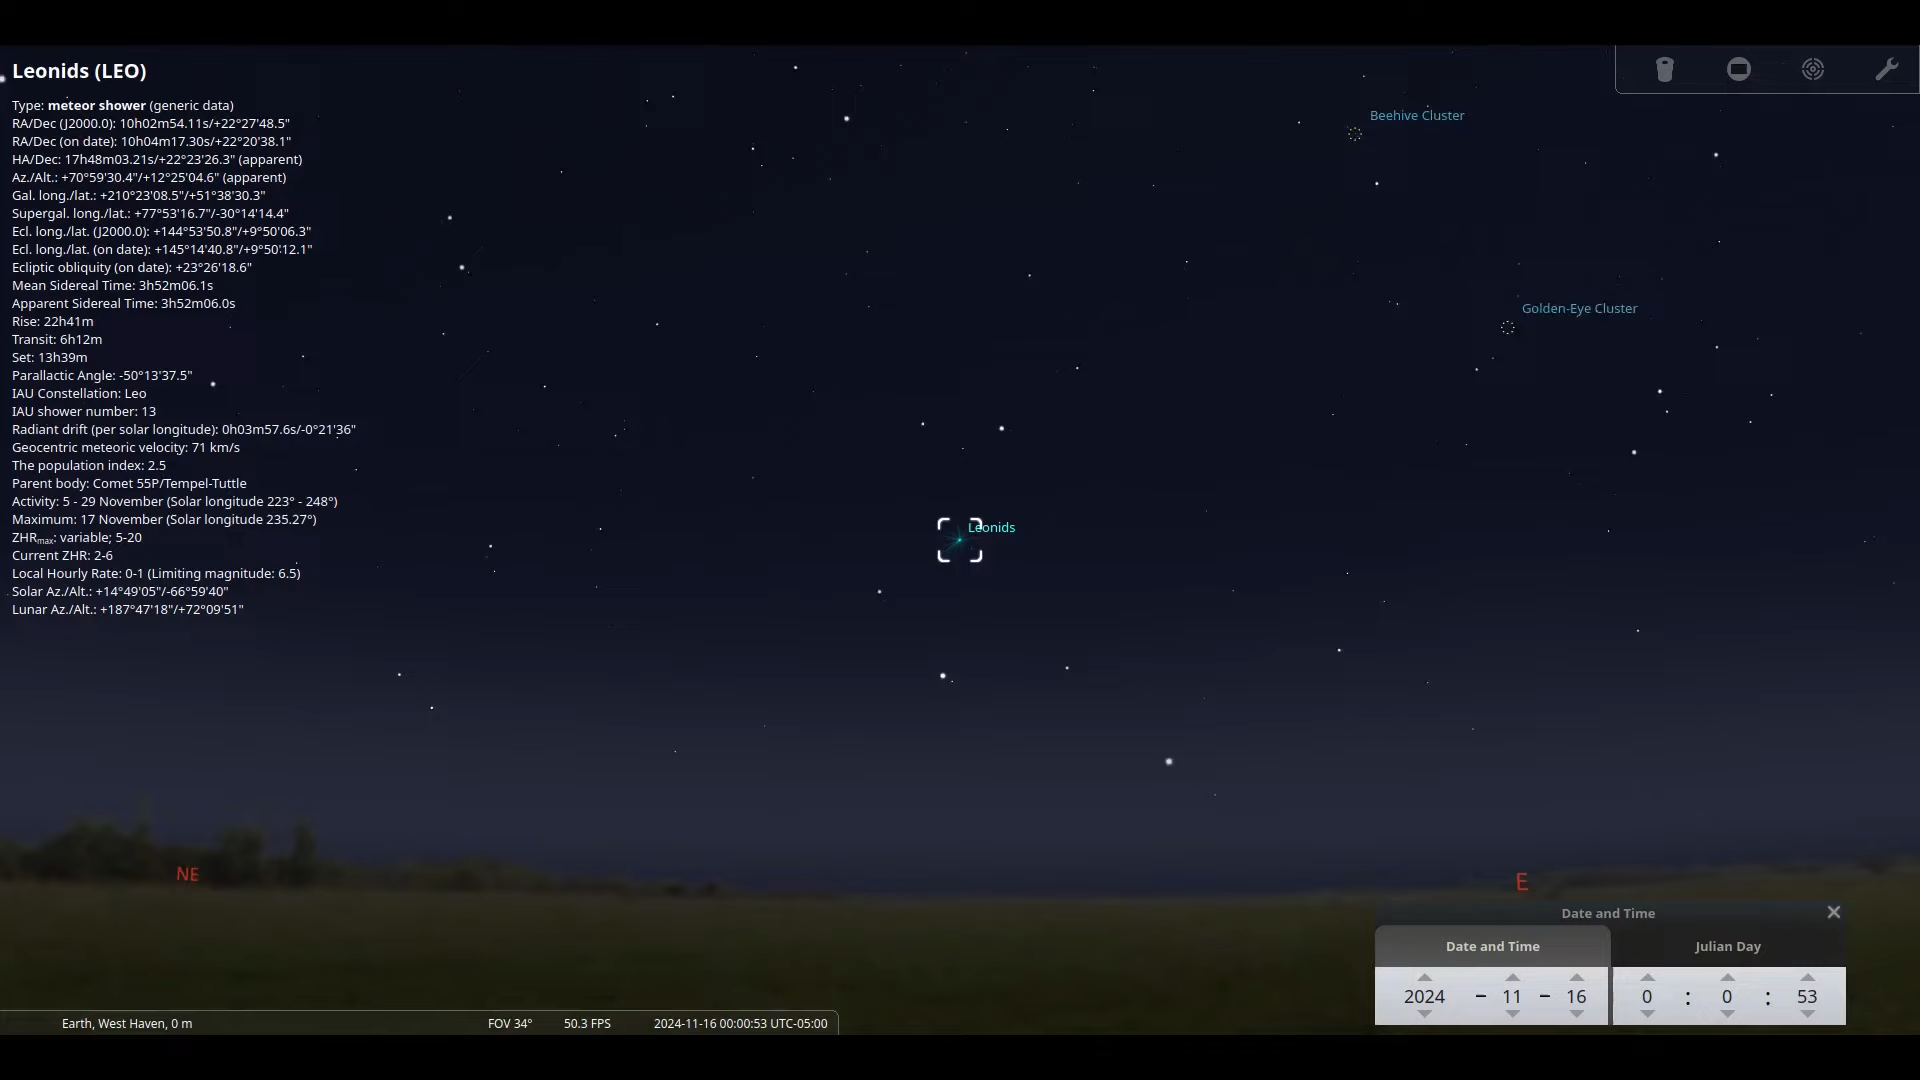 Leonids (LEO)
Type: meteor shower (generic data)
RA/Dec (J2000.0): 10h02m54.11s/+22°27'48.5"
RA/Dec (on date): 10h04m17.30s/+22°20'38.1"
HA/Dec: 17h48m03.21s/+22°23'26.3" (apparent)
Az./Alt.: +70°59'30.4"/+12°25'04.6" (apparent)
Gal. long./lat.: +210°23'08.5"/+51°38'30.3"
Supergal. long./lat.: +77°53'16.7"/-30°14'14.4"
Ecl. long./lat. (J2000.0): +144°53'50.8"/+9°50'06.3"
Ecl. long./lat. (on date): +145°14'40.8"/+9°50'12.1"
Ecliptic obliquity (on date): +23°26'18.6"
Mean Sidereal Time: 3h52m06.1s
Apparent Sidereal Time: 3h52m06.0s
Rise: 22h41m
Transit: 6h12m
Set: 13h39m
Parallactic Angle: -50°13'37.5"
IAU Constellation: Leo
IAU shower number: 13
Radiant drift (per solar longitude): 0h03m57.6s/-0°21'36"
Geocentric meteoric velocity: 71 km/s
The population index: 2.5
Parent body: Comet 55P/Tempel-Tuttle
Activity: 5 - 29 November (Solar longitude 223° - 248°)
Maximum: 17 November (Solar longitude 235.27°)
ZHRmax: variable; 5-20
Current ZHR: 2-6
Local Hourly Rate: 0-1 (Limiting magnitude: 6.5)
Solar Az./Alt.: +14°49'05"/-66°59'40"
Lunar Az./Alt.: +187°47'18"/+72°09'51"
Beehive Cluster
Golden-Eye Cluster
Leonids
NE
E
Date and Time
Date and Time Julian Day
2024 - 11 - 16 0 : 0 : 53
Earth, West Haven, 0 m FOV 34° 50.3 FPS 2024-11-16 00:00:53 UTC-05:00